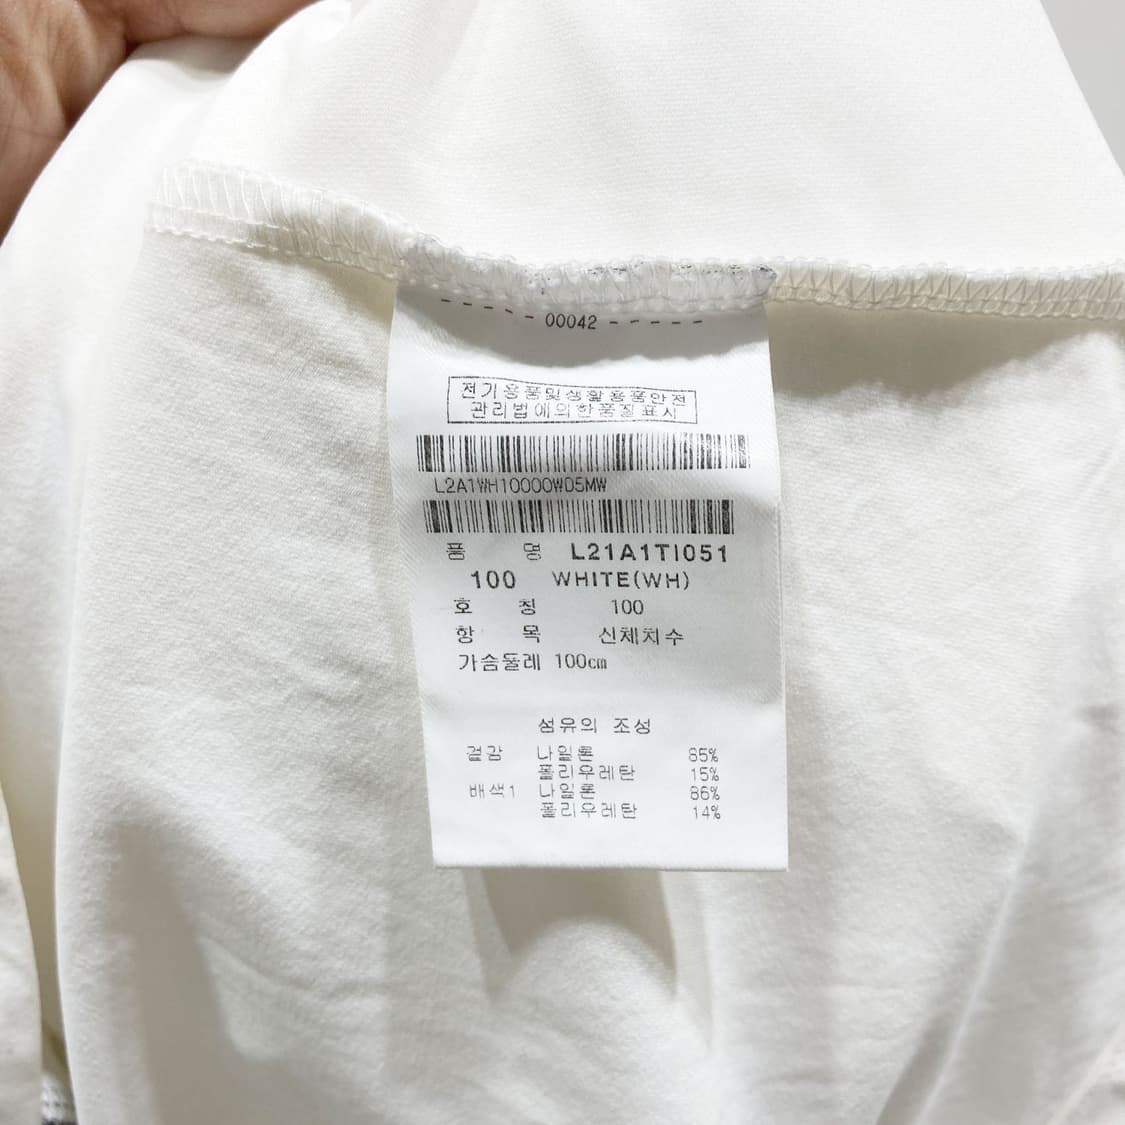 ----- 00042 -----
전기용품및생활용품안전
관리법에의한품질표시
L2A1WH10000W05MW
품 명 L21A1TI051
100 WHITE(WH)
호 칭 100
항 목 신체치수
가슴둘레 100㎝
섬유의 조성
겉감 나일론 85%
폴리우레탄 15%
배색1 나일론 86%
폴리우레탄 14%